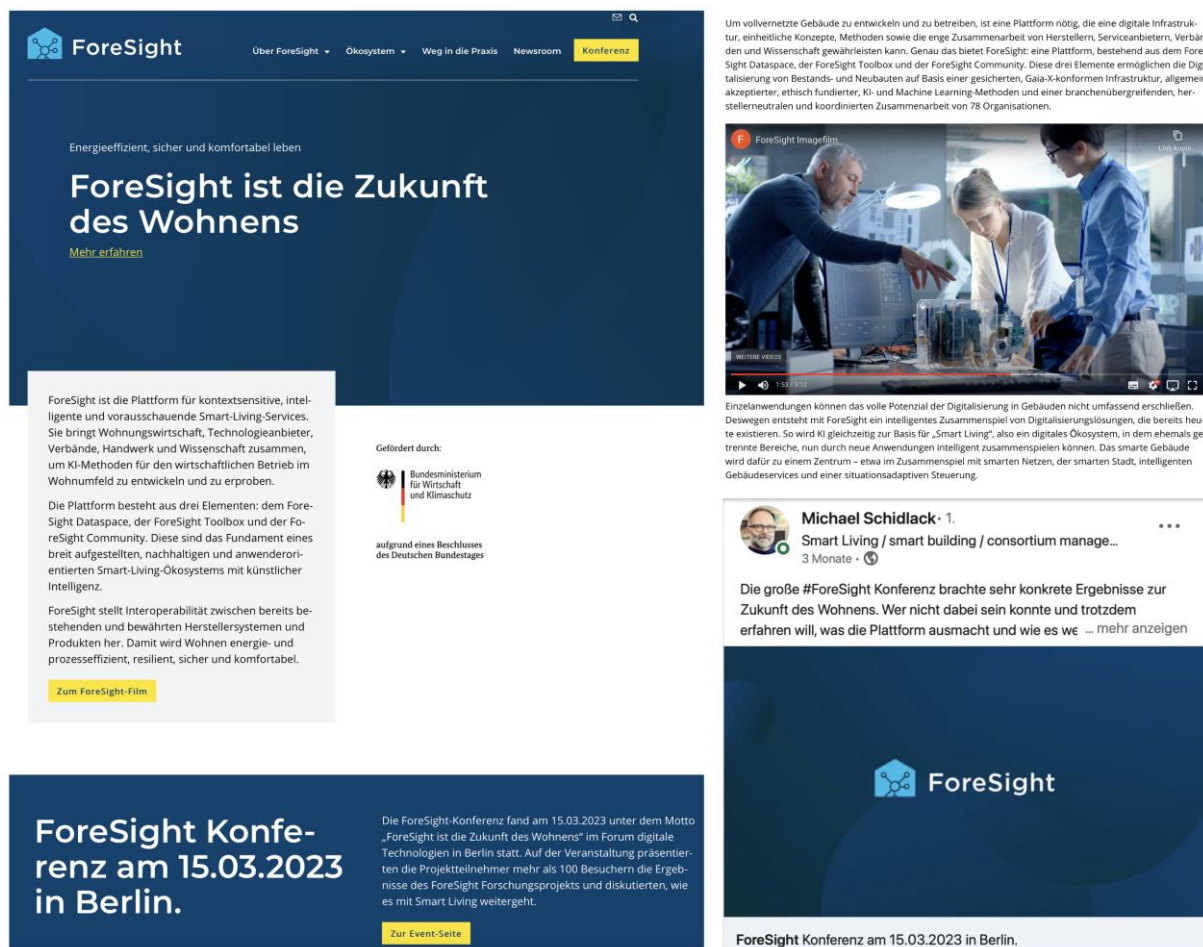 ForeSight
Über ForeSight
Ökosystem
Weg in die Praxis
Newsroom
Konferenz
Energieeffizient, sicher und komfortabel leben
ForeSight ist die Zukunft
des Wohnens
Mehr erfahren
ForeSight ist die Plattform für kontextsensitive, intel-
ligente und vorausschauende Smart-Living-Services.
Sie bringt Wohnungswirtschaft, Technologieanbieter,
Verbände, Handwerk und Wissenschaft zusammen,
um KI-Methoden für den wirtschaftlichen Betrieb im
Wohnumfeld zu entwickeln und zu erproben.
Die Plattform besteht aus drei Elementen: dem Fore-
Sight Dataspace, der ForeSight Toolbox und der Fo-
reSight Community. Diese sind das Fundament eines
breit aufgestellten, nachhaltigen und anwenderori-
entierten Smart-Living-Ökosystems mit künstlicher
Intelligenz.
ForeSight stellt Interoperabilität zwischen bereits be-
stehenden und bewährten Herstellersystemen und
Produkten her. Damit wird Wohnen energie- und
prozesseffizient, resilient, sicher und komfortabel.
Zum ForeSight-Film
Gefördert durch:
Bundesministerium
für Wirtschaft
und Klimaschutz
aufgrund eines Beschlusses
des Deutschen Bundestages
ForeSight Konfe-
renz am 15.03.2023
in Berlin.
Die ForeSight-Konferenz fand am 15.03.2023 unter dem Motto
„ForeSight ist die Zukunft des Wohnens“ im Forum digitale
Technologien in Berlin statt. Auf der Veranstaltung präsentier-
ten die Projektteilnehmer mehr als 100 Besuchern die Ergeb-
nisse des ForeSight Forschungsprojekts und diskutierten, wie
es mit Smart Living weitergeht.
Zur Event-Seite
Um vollvernetzte Gebäude zu entwickeln und zu betreiben, ist eine Plattform nötig, die eine digitale Infrastruk-
tur, einheitliche Konzepte, Methoden sowie die enge Zusammenarbeit von Herstellern, Serviceanbietern, Verbän
den und Wissenschaft gewährleisten kann. Genau das bietet ForeSight: eine Plattform, bestehend aus dem Fore
Sight Dataspace, der ForeSight Toolbox und der ForeSight Community. Diese drei Elemente ermöglichen die Digi
talisierung von Bestands- und Neubauten auf Basis einer gesicherten, Gaia-X-konformen Infrastruktur, allgemein
akzeptierter, ethisch fundierter, KI- und Machine Learning-Methoden und einer branchenübergreifenden, her-
stellerneutralen und koordinierten Zusammenarbeit von 78 Organisationen.
F ForeSight Imagefilm
Link kopie...
WEITERE VIDEOS
1:53 / 3:12
Einzelanwendungen können das volle Potenzial der Digitalisierung in Gebäuden nicht umfassend erschließen.
Deswegen entsteht mit ForeSight ein intelligentes Zusammenspiel von Digitalisierungslösungen, die bereits heu-
te existieren. So wird KI gleichzeitig zur Basis für „Smart Living“, also ein digitales Ökosystem, in dem ehemals ge
trennte Bereiche, nun durch neue Anwendungen intelligent zusammenspielen können. Das smarte Gebäude
wird dafür zu einem Zentrum – etwa im Zusammenspiel mit smarten Netzen, der smarten Stadt, intelligenten
Gebäudeservices und einer situationsadaptiven Steuerung.
Michael Schidlack · 1.
Smart Living / smart building / consortium manage...
3 Monate ·
Die große #ForeSight Konferenz brachte sehr konkrete Ergebnisse zur
Zukunft des Wohnens. Wer nicht dabei sein konnte und trotzdem
erfahren will, was die Plattform ausmacht und wie es we ... mehr anzeigen
ForeSight
ForeSight Konferenz am 15.03.2023 in Berlin.